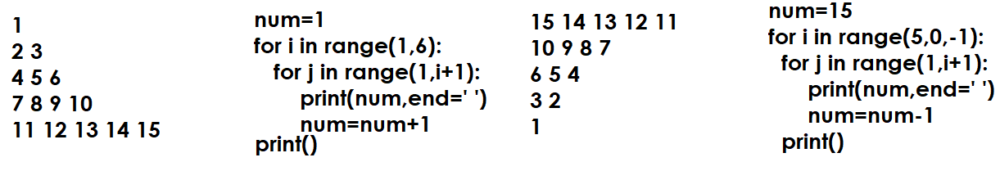 1
2 3
4 5 6
7 8 9 10
11 12 13 14 15
num=1
for i in range(1,6):
for j in range(1,i+1):
print(num,end=' ')
num=num+1
print()
15 14 13 12 11
10 9 8 7
6 5 4
3 2
1
num=15
for i in range(5,0,-1):
for j in range(1,i+1):
print(num,end=' ')
num=num-1
print()